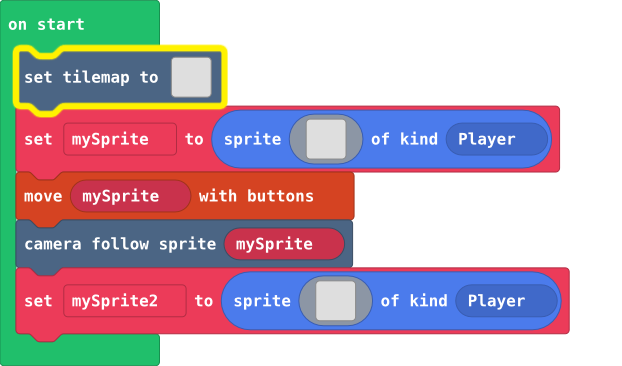 on start
set tilemap to
set mySprite to sprite of kind Player
move mySprite with buttons
camera follow sprite mySprite
set mySprite2 to sprite of kind Player